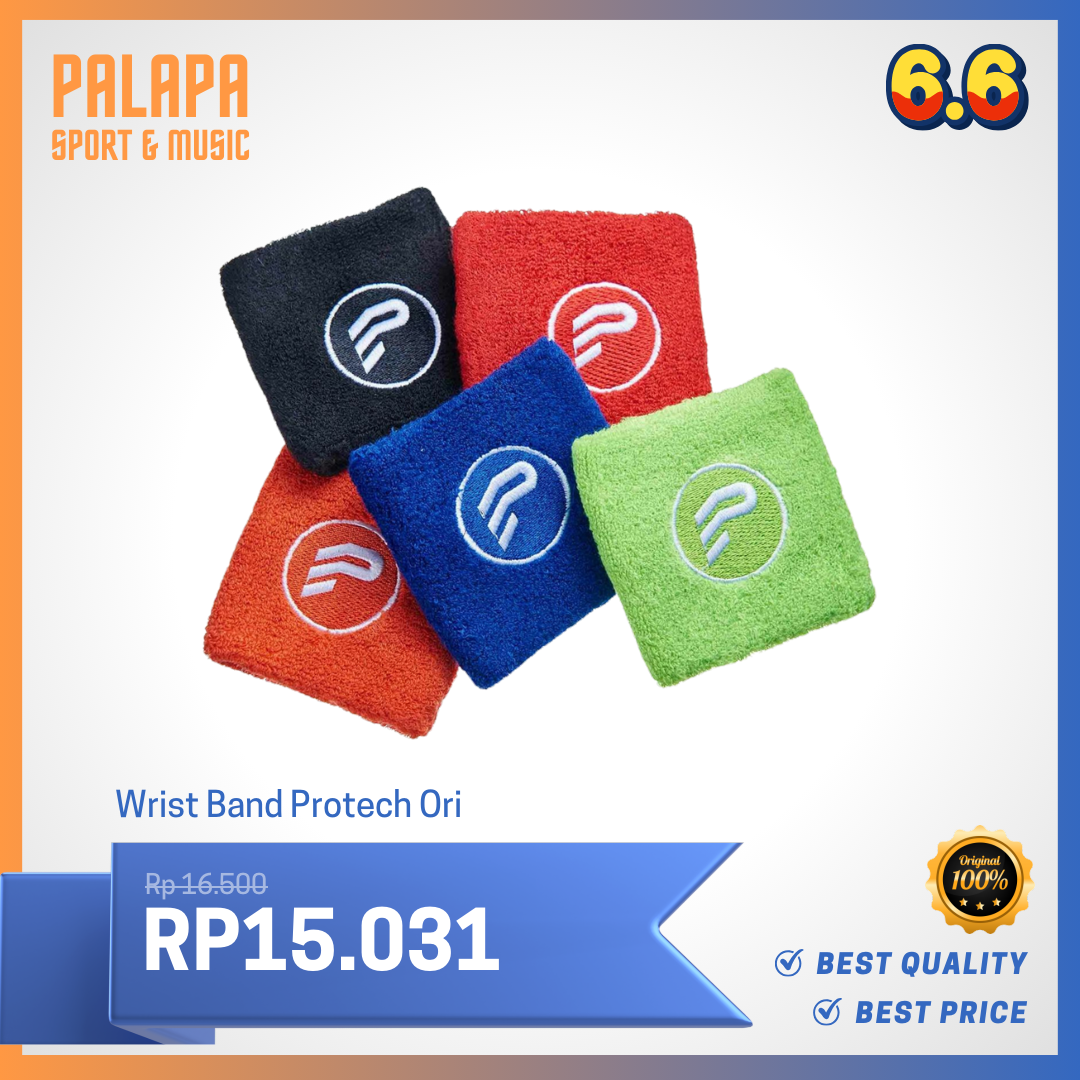 PALAPA
SPORT & MUSIC
6.6
Wrist Band Protech Ori
Rp 16.500
RP15.031
Original
100%
BEST QUALITY
BEST PRICE